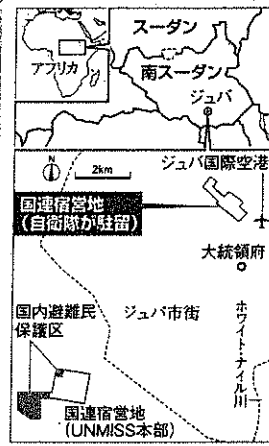 アフリカ
スーダン
南スーダン
ジュバ
N
2km
ジュバ国際空港
国連宿営地
(自衛隊が駐留)
大統領府
国内避難民
保護区
ジュバ市街
ホワイト・ナイル川
国連宿営地
(UNMISS本部)